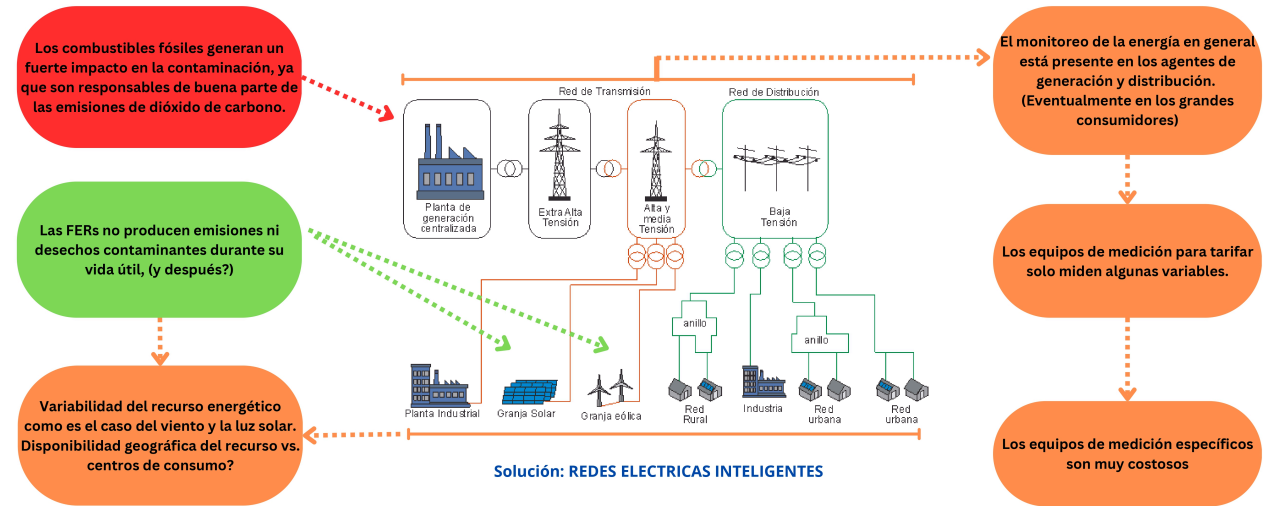 Los combustibles fósiles generan un
fuerte impacto en la contaminación, ya
que son responsables de buena parte de
las emisiones de dióxido de carbono.
Las FERs no producen emisiones ni
desechos contaminantes durante su
vida útil, (y después?)
Variabilidad del recurso energético
como es el caso del viento y la luz solar.
Disponibilidad geográfica del recurso vs.
centros de consumo?
Red de Transmisión
Red de Distribución
Planta de
generación
centralizada
Extra Alta
Tensión
Alta y
media
Tensión
Baja
Tensión
anillo
anillo
Planta Industrial
Granja Solar
Granja eólica
Red
Rural
Industria
Red
urbana
Red
urbana
Solución: REDES ELECTRICAS INTELIGENTES
El monitoreo de la energía en general
está presente en los agentes de
generación y distribución.
(Eventualmente en los grandes
consumidores)
Los equipos de medición para tarifar
solo miden algunas variables.
Los equipos de medición específicos
son muy costosos